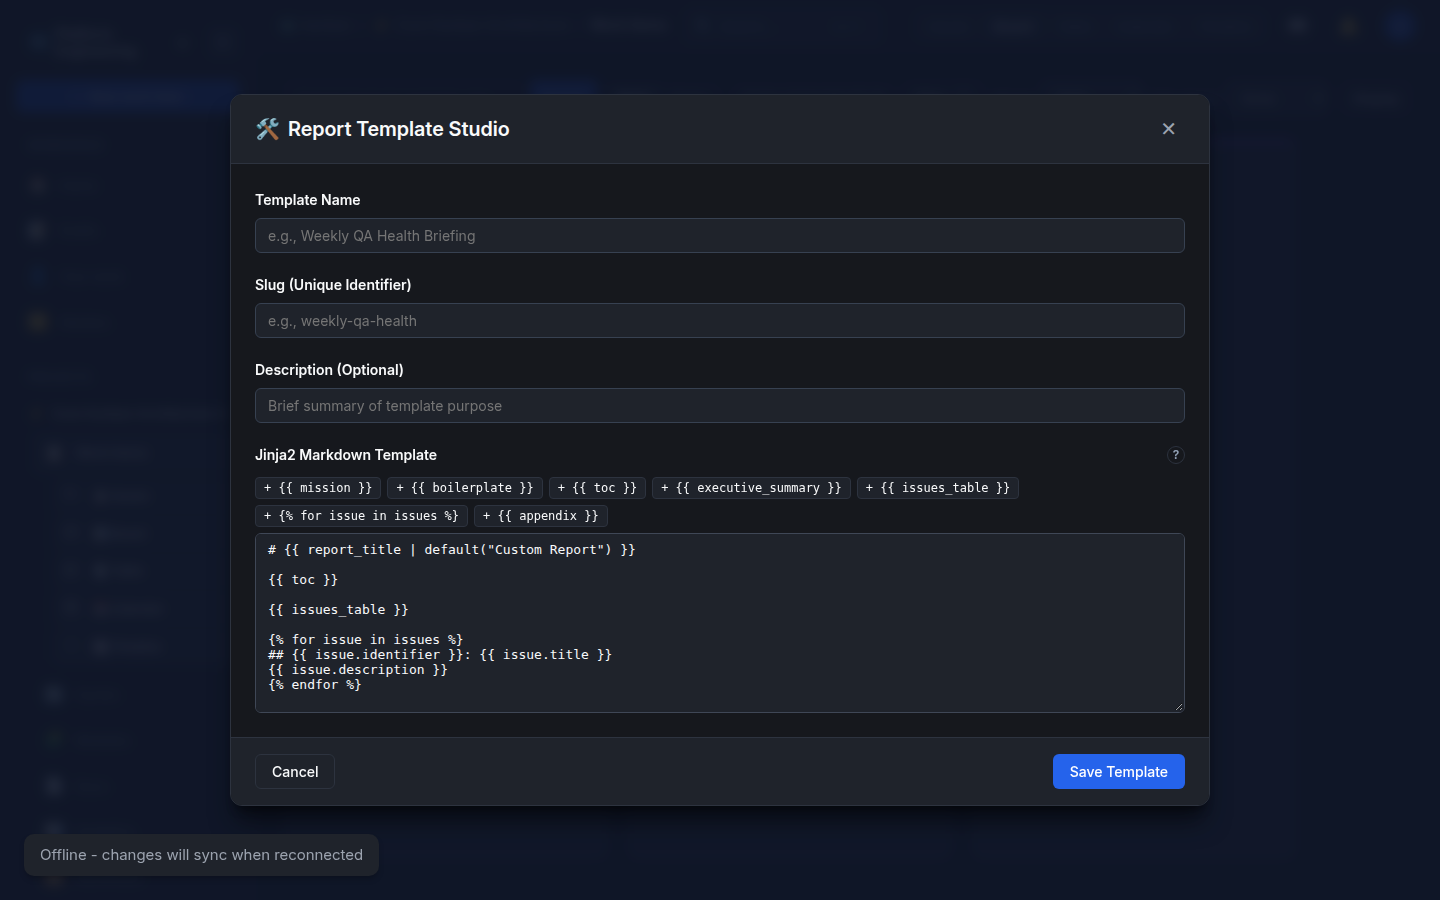 🛠️ Report Template Studio
✕
Template Name
e.g., Weekly QA Health Briefing
Slug (Unique Identifier)
e.g., weekly-qa-health
Description (Optional)
Brief summary of template purpose
Jinja2 Markdown Template
?
+ {{ mission }} + {{ boilerplate }} + {{ toc }} + {{ executive_summary }} + {{ issues_table }}
+ {% for issue in issues %} + {{ appendix }}
# {{ report_title | default("Custom Report") }}
{{ toc }}
{{ issues_table }}
{% for issue in issues %}
## {{ issue.identifier }}: {{ issue.title }}
{{ issue.description }}
{% endfor %}
Cancel
Save Template
Offline - changes will sync when reconnected